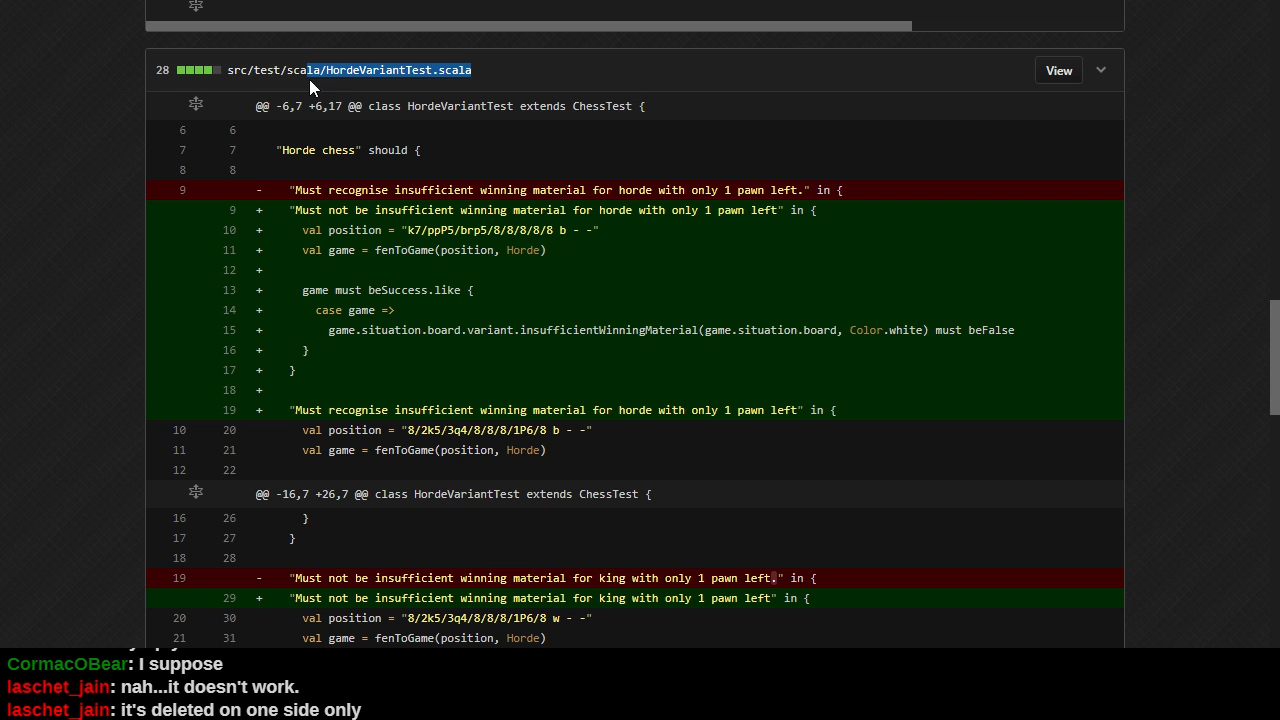 28 src/test/scala/HordeVariantTest.scala View
@@ -6,7 +6,17 @@ class HordeVariantTest extends ChessTest {
6 6
7 7 "Horde chess" should {
8 8
9 - "Must recognise insufficient winning material for horde with only 1 pawn left." in {
9 + "Must not be insufficient winning material for horde with only 1 pawn left" in {
10 + val position = "k7/ppP5/brp5/8/8/8/8/8 b - -"
11 + val game = fenToGame(position, Horde)
12 +
13 + game must beSuccess.like {
14 + case game =>
15 + game.situation.board.variant.insufficientWinningMaterial(game.situation.board, Color.white) must beFalse
16 + }
17 + }
18 +
19 + "Must recognise insufficient winning material for horde with only 1 pawn left" in {
10 20 val position = "8/2k5/3q4/8/8/8/1P6/8 b - -"
11 21 val game = fenToGame(position, Horde)
12 22
@@ -16,7 +26,7 @@ class HordeVariantTest extends ChessTest {
16 26 }
17 27 }
18 28
19 - "Must not be insufficient winning material for king with only 1 pawn left." in {
29 + "Must not be insufficient winning material for king with only 1 pawn left" in {
20 30 val position = "8/2k5/3q4/8/8/8/1P6/8 w - -"
21 31 val game = fenToGame(position, Horde)
CormacOBear: I suppose
laschet_jain: nah...it doesn't work.
laschet_jain: it's deleted on one side only